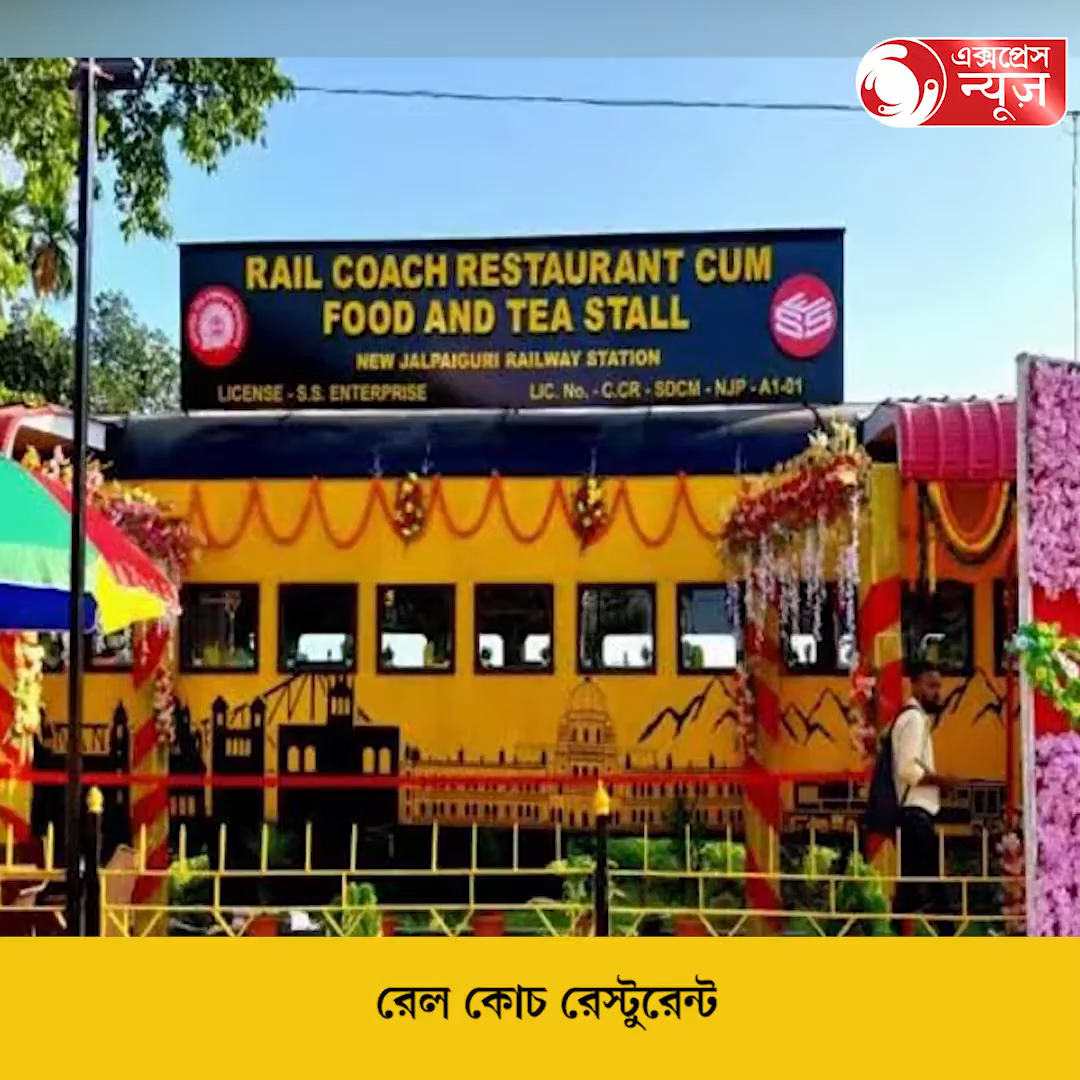 এক্সপ্রেস
ন্যূজ়
RAIL COACH RESTAURANT CUM
FOOD AND TEA STALL
NEW JALPAIGURI RAILWAY STATION
LICENSE - S.S. ENTERPRISE LIC. No. - C.CR - SDCM - NJP - A1-01
রেল কোচ রেস্টুরেন্ট